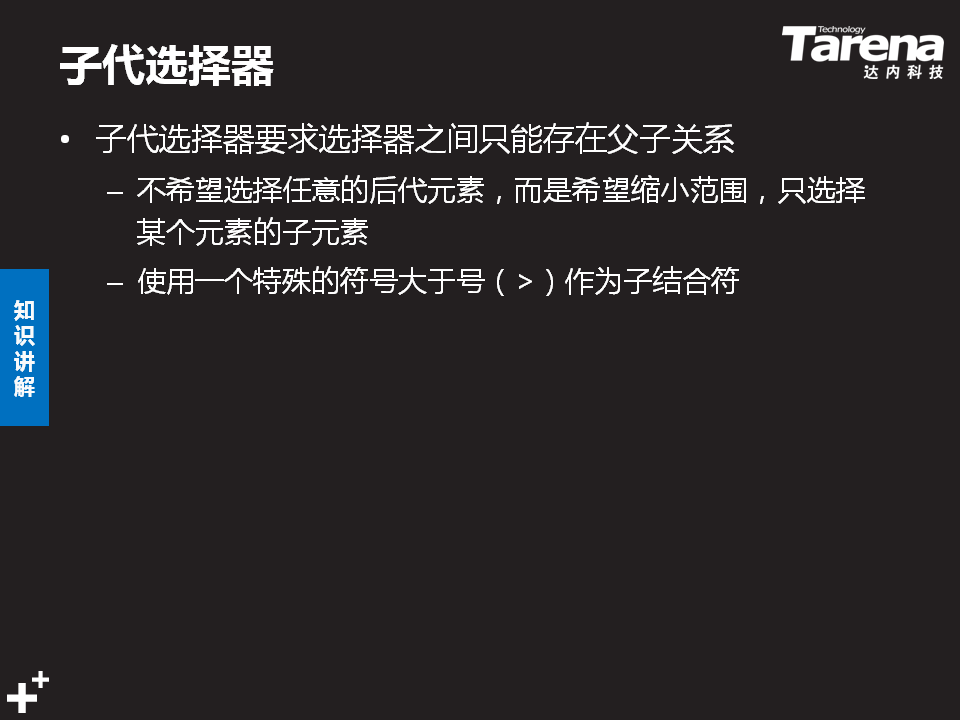 子代选择器
Technology
Tarena
达内科技
• 子代选择器要求选择器之间只能存在父子关系
– 不希望选择任意的后代元素，而是希望缩小范围，只选择
某个元素的子元素
– 使用一个特殊的符号大于号（>）作为子结合符
知
识
讲
解